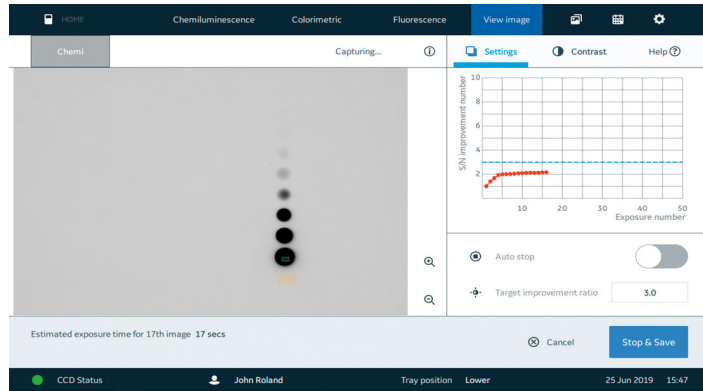 HOME Chemiluminescence Colorimetric Fluorescence View image
Chemi Capturing... Settings Contrast Help
S/N improvement number
10
8
6
4
2
10 20 30 40 50
Exposure number
Auto stop
Target improvement ratio 3.0
Estimated exposure time for 17th image 17 secs
Cancel Stop & Save
CCD Status John Roland Tray position Lower 25 Jun 2019 15:47